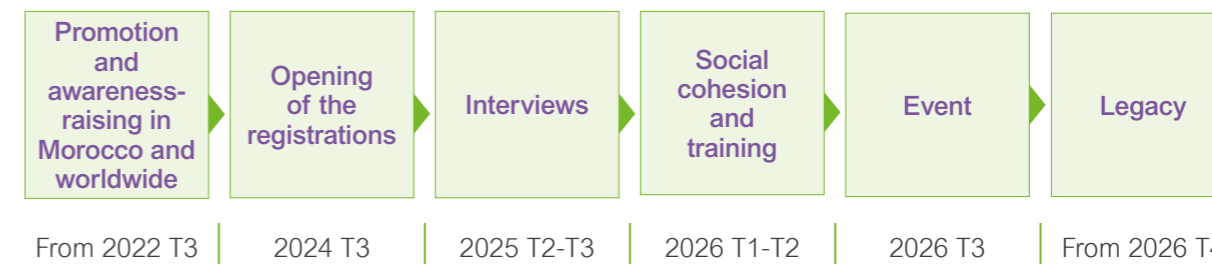 Promotion
and
awareness-
raising in
Morocco and
worldwide
Opening
of the
registrations
Interviews
Social
cohesion
and
training
Event
Legacy
From 2022 T3
2024 T3
2025 T2-T3
2026 T1-T2
2026 T3
From 2026